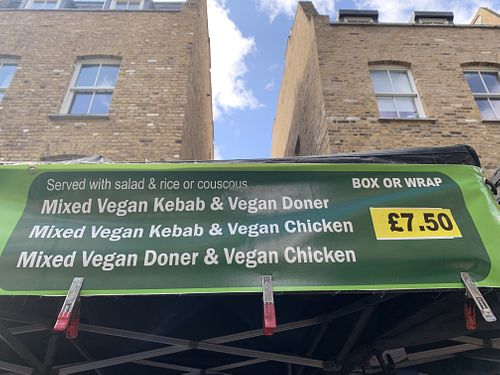 Served with salad & rice or couscous
BOX OR WRAP
Mixed Vegan Kebab & Vegan Doner
Mixed Vegan Kebab & Vegan Chicken
£7.50
Mixed Vegan Doner & Vegan Chicken